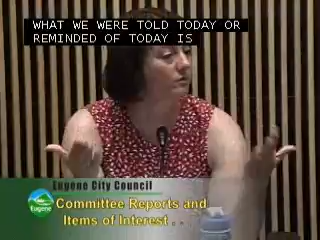 WHAT WE WERE TOLD TODAY OR
REMINDED OF TODAY IS
Eugene City Council
Eugene
Committee Reports and
Items of Interest . .